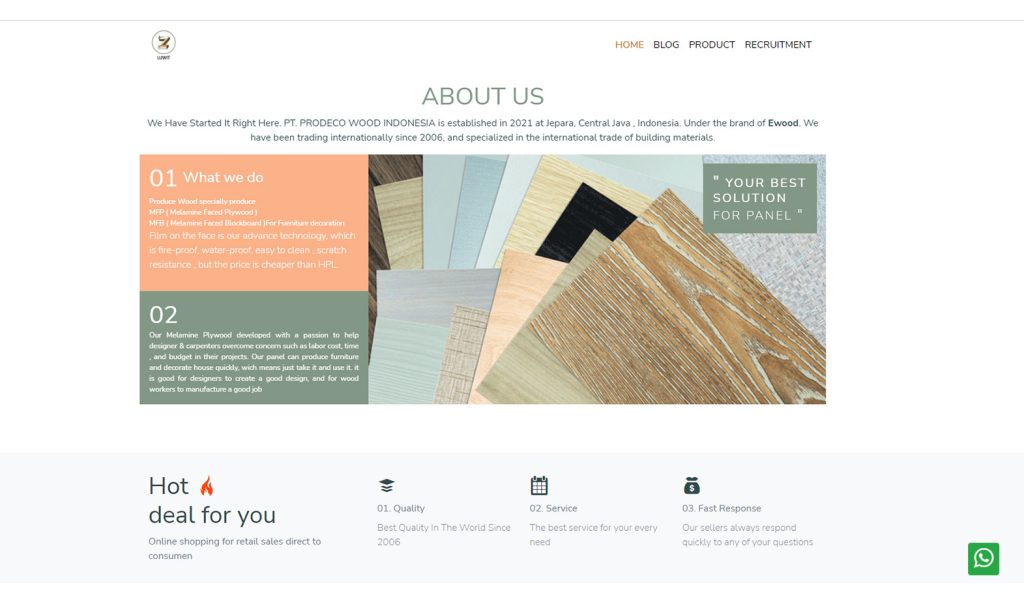 HOME BLOG PRODUCT RECRUITMENT
ABOUT US
We Have Started It Right Here. PT. PRODECO WOOD INDONESIA is established in 2021 at Jepara, Central Java , Indonesia. Under the brand of Ewood. We
have been trading internationally since 2006, and specialized in the international trade of building materials.
01 What we do
Produce Wood specially produce
MFP ( Melamine Faced Plywood )
MFB ( Melamine Faced Blockboard )For Fueniture decoration
Film on the face is our advance technology, which
is fire-proof, water-proof, easy to clean , scratch
resistance , but the price is cheaper than HPL.
02
Our Melamine Plywood developed with a passion to help
designer & carpenters overcome concern such as labor cost, time
, and budget in their projects. Our panel can produce furniture
and decorate house quickly, wich means just take it and use it. it
is good for designers to create a good design, and for wood
workers to manufacture a good job
" YOUR BEST
SOLUTION
FOR PANEL "
Hot
deal for you
Online shopping for retail sales direct to
consumen
01. Quality
Best Quality In The World Since
2006
02. Service
The best service for your every
need
03. Fast Response
Our sellers always respond
quickly to any of your questions